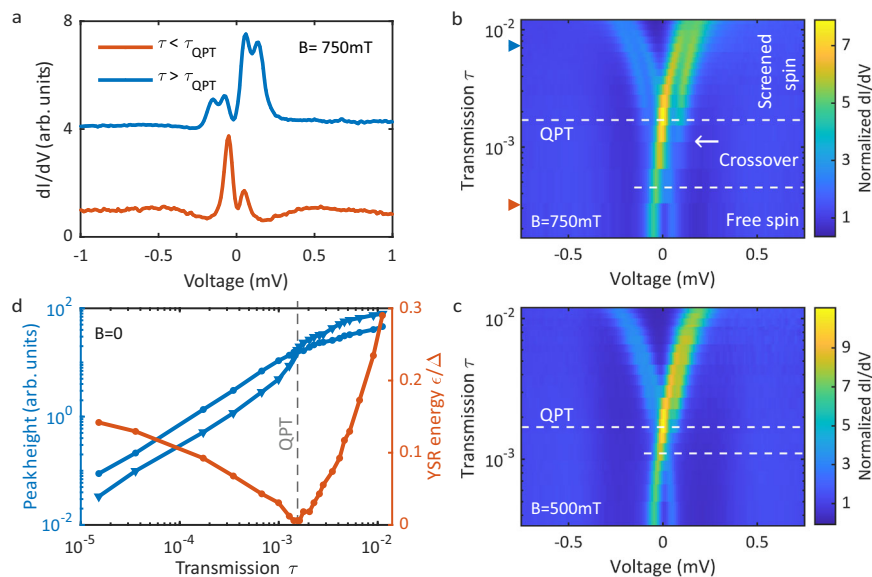 a
dI/dV (arb. units)
8
4
0
τ < τQPT
τ > τQPT
B= 750mT
-1
-0.5
0
0.5
1
Voltage (mV)
b
Transmission τ
10-2
10-3
QPT
Screened spin
Crossover
Free spin
B=750mT
-0.5
0
0.5
Voltage (mV)
7
5
3
1
Normalized dI/dV
d
Peakheight (arb. units)
102
100
10-2
B=0
QPT
0.3
0.2
0.1
0
YSR energy ϵ/Δ
10-5
10-4
10-3
10-2
Transmission τ
c
Transmission τ
10-2
10-3
QPT
B=500mT
-0.5
0
0.5
Voltage (mV)
9
7
5
3
1
Normalized dI/dV